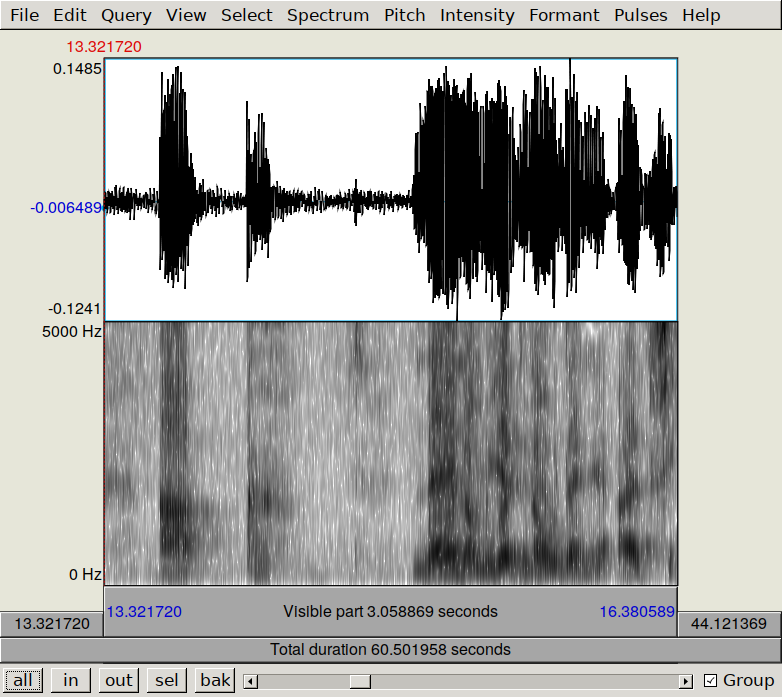 File Edit Query View Select Spectrum Pitch Intensity Formant Pulses Help
13.321720
0.1485
-0.006489
-0.1241
5000 Hz
0 Hz
13.321720 13.321720 Visible part 3.058869 seconds 16.380589 44.121369
Total duration 60.501958 seconds
all in out sel bak Group